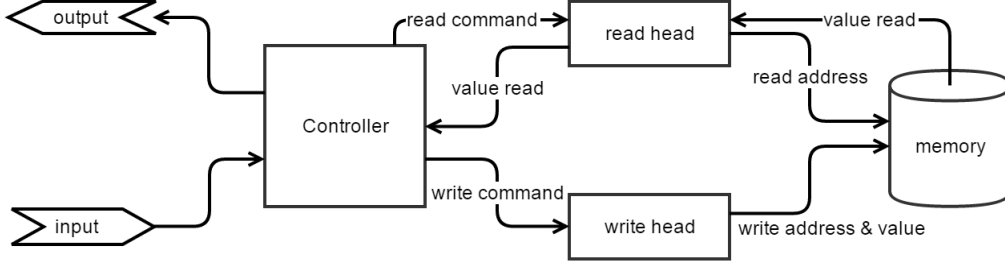 output
read command
read head
value read
value read
read address
Controller
memory
write command
input
write head
write address & value